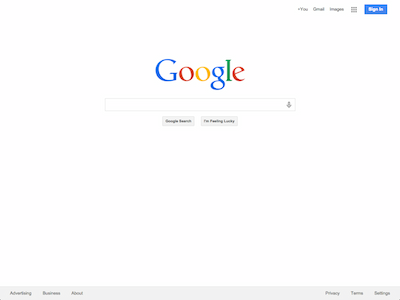 +You Gmail Images Sign in
Google
Google Search I'm Feeling Lucky
Advertising Business About Privacy Terms Settings